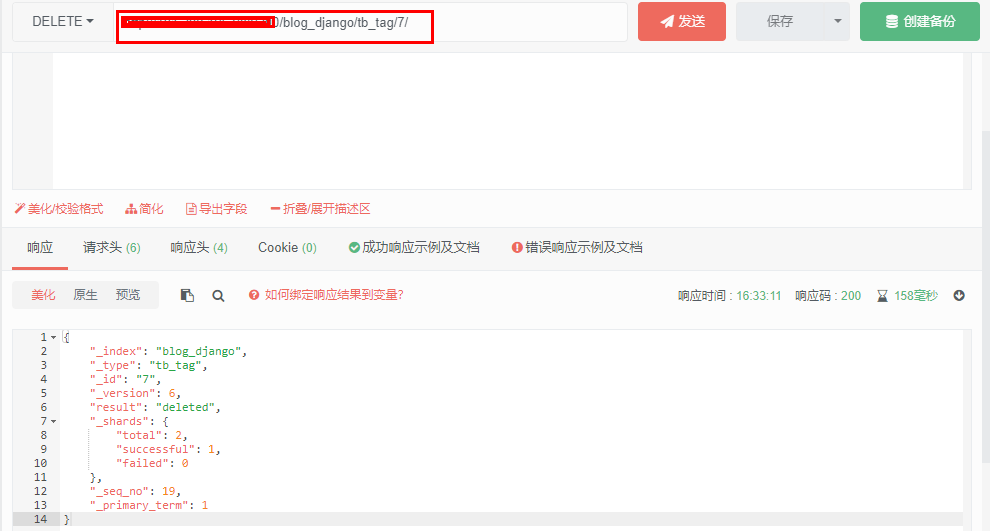 DELETE 0/blog_django/tb_tag/7/ 发送 保存 创建备份
美化/校验格式 简化 导出字段 折叠/展开描述区
响应 请求头 (6) 响应头 (4) Cookie (0) 成功响应示例及文档 错误响应示例及文档
美化 原生 预览 如何绑定响应结果到变量? 响应时间 : 16:33:11 响应码 : 200 158毫秒
1 {
2 "_index": "blog_django",
3 "_type": "tb_tag",
4 "_id": "7",
5 "_version": 6,
6 "result": "deleted",
7 "_shards": {
8 "total": 2,
9 "successful": 1,
10 "failed": 0
11 },
12 "_seq_no": 19,
13 "_primary_term": 1
14 }